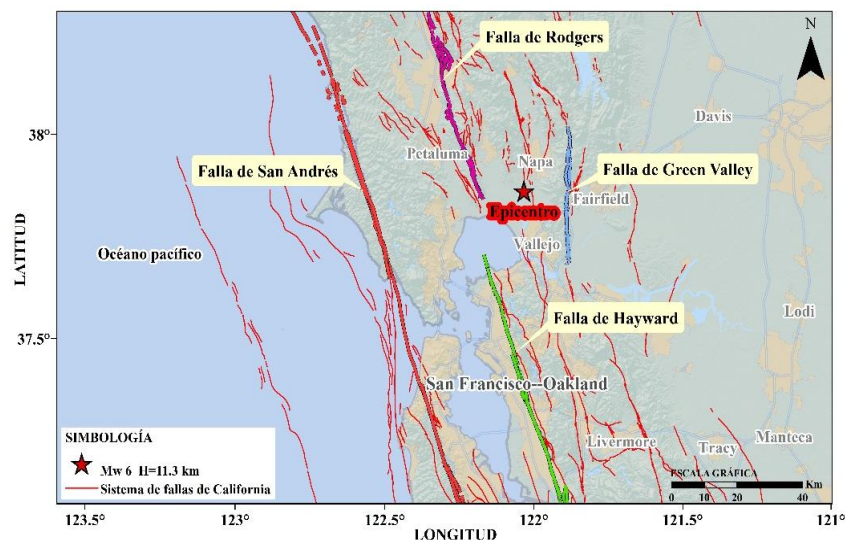 N
Falla de Rodgers
Davis
38°
Petaluma
Napa
Falla de San Andrés
Falla de Green Valley
Fairfield
Epicentro
Vallejo
Océano pacífico
LATITUD
Falla de Hayward
Lodi
37.5°
San Francisco--Oakland
SIMBOLOGÍA
Mw 6 H=11.3 km
Sistema de fallas de California
Livermore
Tracy
Manteca
ESCALA GRÁFICA
Km
0 10 20 40
123.5° 123° 122.5° 122° 121.5° 121°
LONGITUD